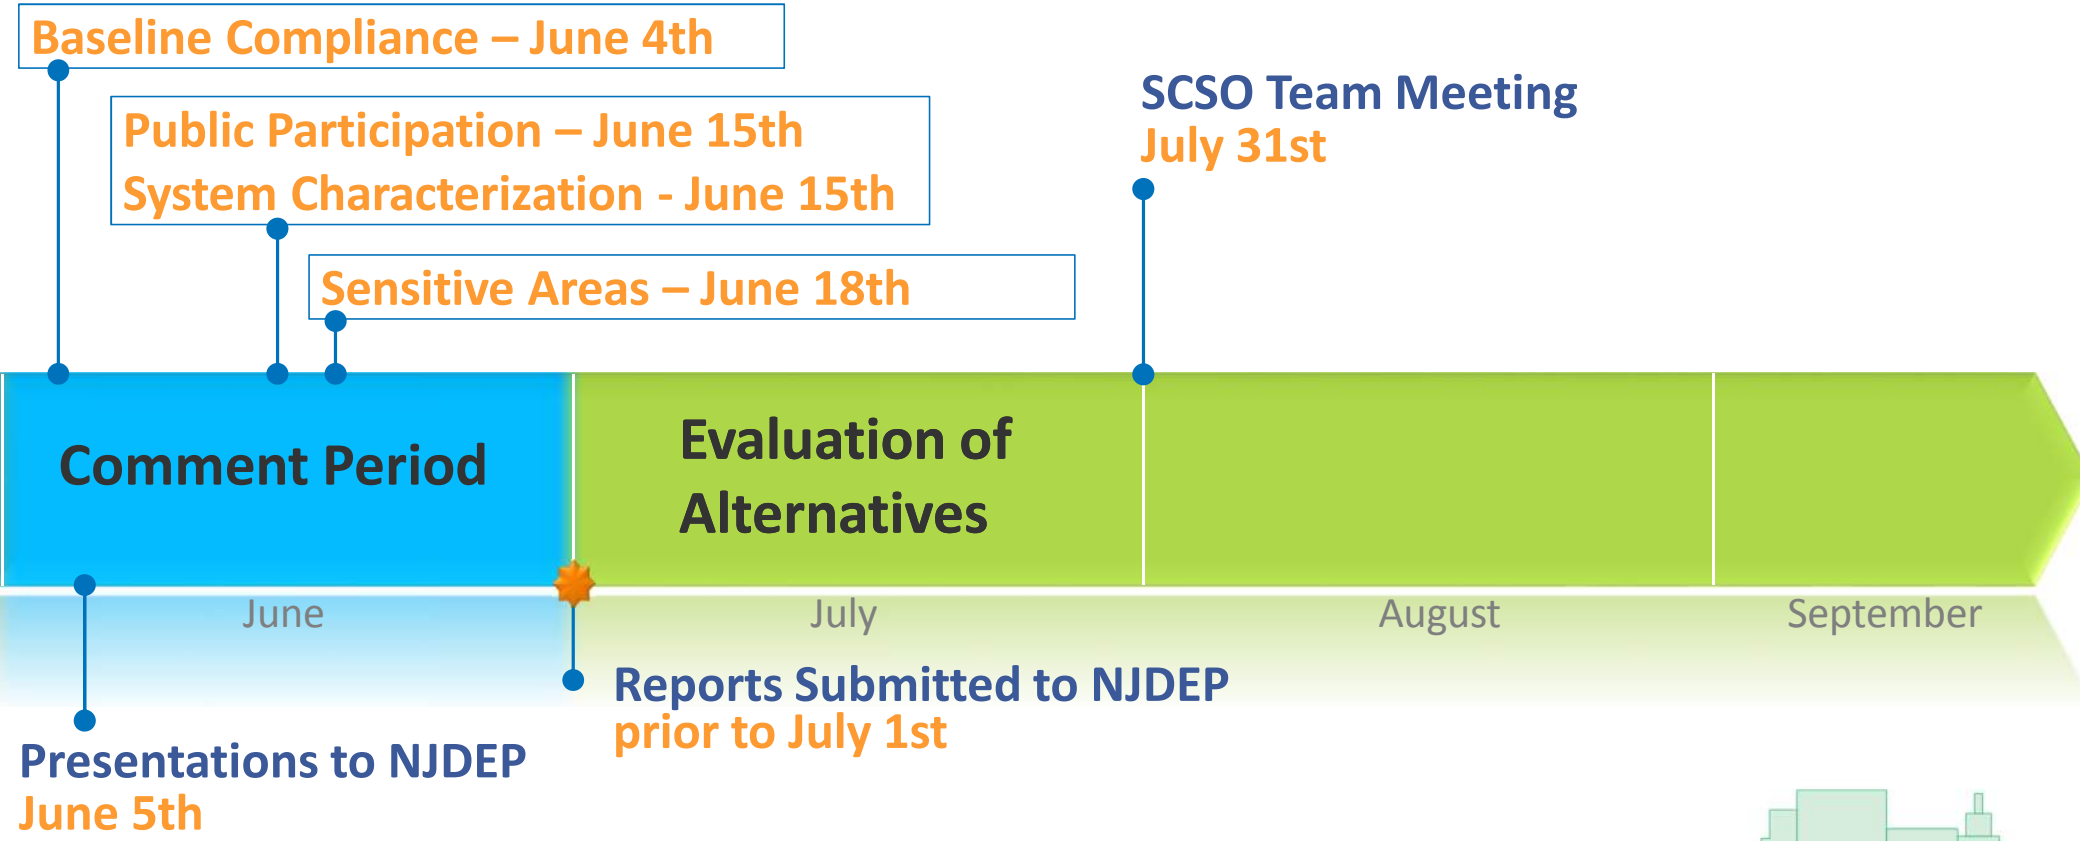 Baseline Compliance – June 4th
Public Participation – June 15th
System Characterization - June 15th
Sensitive Areas – June 18th
SCSO Team Meeting
July 31st
Comment Period
Evaluation of
Alternatives
June
July
August
September
Reports Submitted to NJDEP
prior to July 1st
Presentations to NJDEP
June 5th